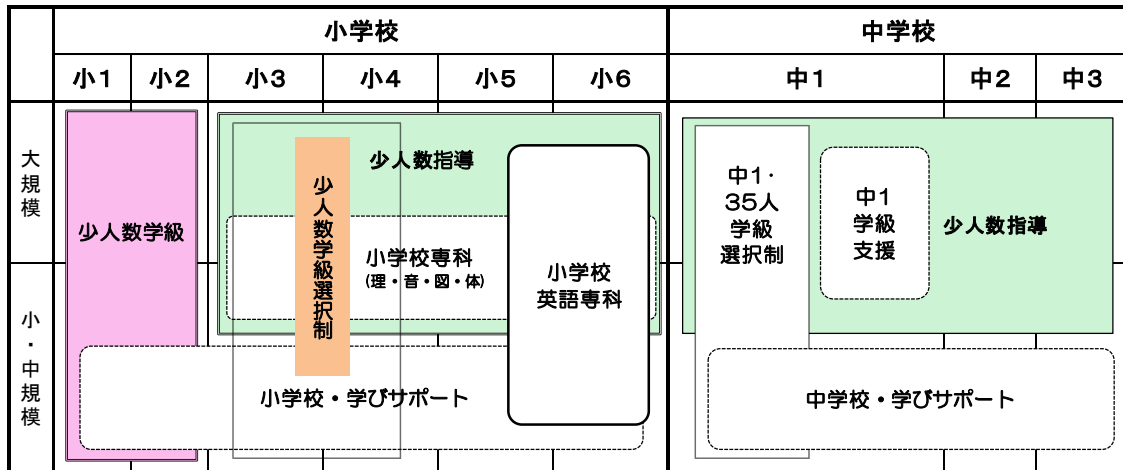 小学校
中学校
小1
小2
小3
小4
小5
小6
中1
中2
中3
大規模
小・中規模
少人数学級
少人数指導
少人数学級選択制
小学校専科
(理・音・図・体)
小学校
英語専科
小学校・学びサポート
中1・
35人
学級
選択制
中1
学級
支援
少人数指導
中学校・学びサポート